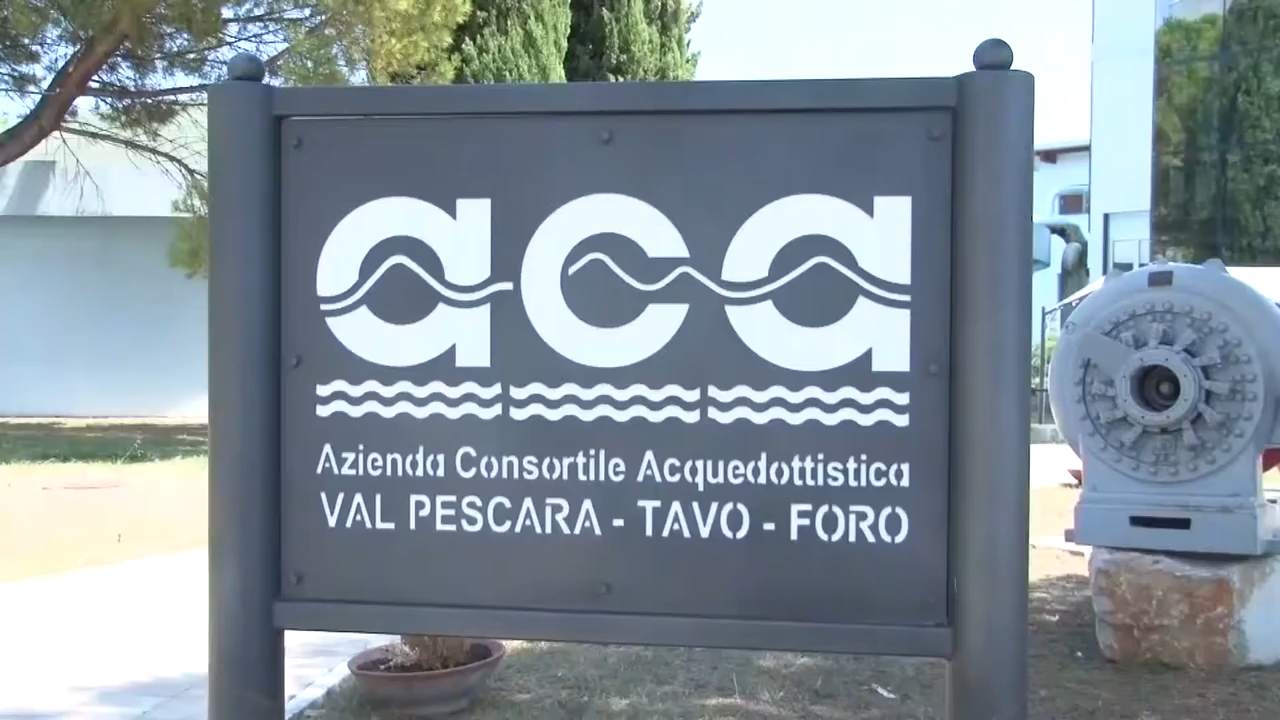 aca
Azienda Consortile Acquedottistica
VAL PESCARA - TAVO - FORO